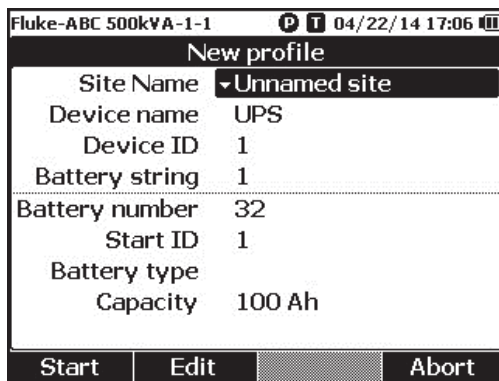 Fluke-ABC 500kVA-1-1 P T 04/22/14 17:06
New profile
Site Name Unnamed site
Device name UPS
Device ID 1
Battery string 1
Battery number 32
Start ID 1
Battery type
Capacity 100 Ah
Start Edit Abort